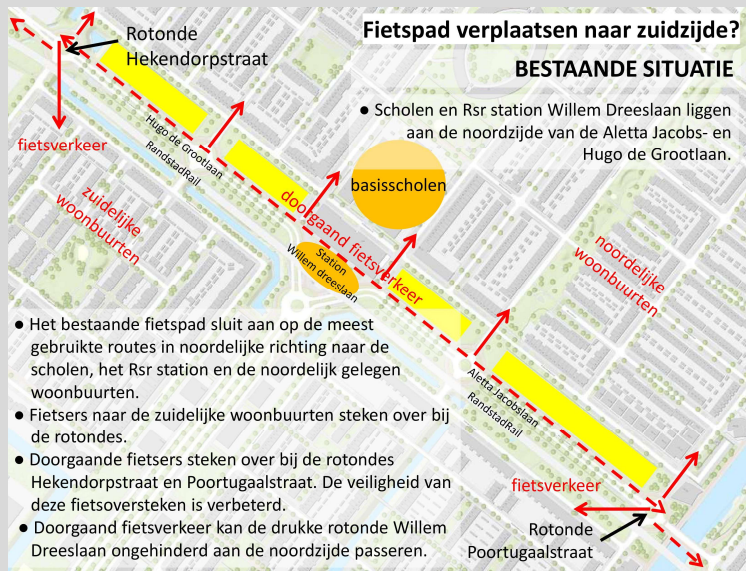 Fietspad verplaatsen naar zuidzijde?
BESTAANDE SITUATIE
● Scholen en Rsr station Willem Dreeslaan liggen
aan de noordzijde van de Aletta Jacobs- en
Hugo de Grootlaan.
Rotonde
Hekendorpstraat
fietsverkeer
Hugo de Grootlaan
RandstadRail
zuidelijke
woonbuurten
basisscholen
doorgaand fietsverkeer
Station
Willem dreeslaan
noordelijke
woonbuurten
● Het bestaande fietspad sluit aan op de meest
gebruikte routes in noordelijke richting naar de
scholen, het Rsr station en de noordelijk gelegen
woonbuurten.
● Fietsers naar de zuidelijke woonbuurten steken over bij
de rotondes.
● Doorgaande fietsers steken over bij de rotondes
Hekendorpstraat en Poortugaalstraat. De veiligheid van
deze fietsoversteken is verbeterd.
● Doorgaand fietsverkeer kan de drukke rotonde Willem
Dreeslaan ongehinderd aan de noordzijde passeren.
Aletta Jacobslaan
RandstadRail
fietsverkeer
Rotonde
Poortugaalstraat